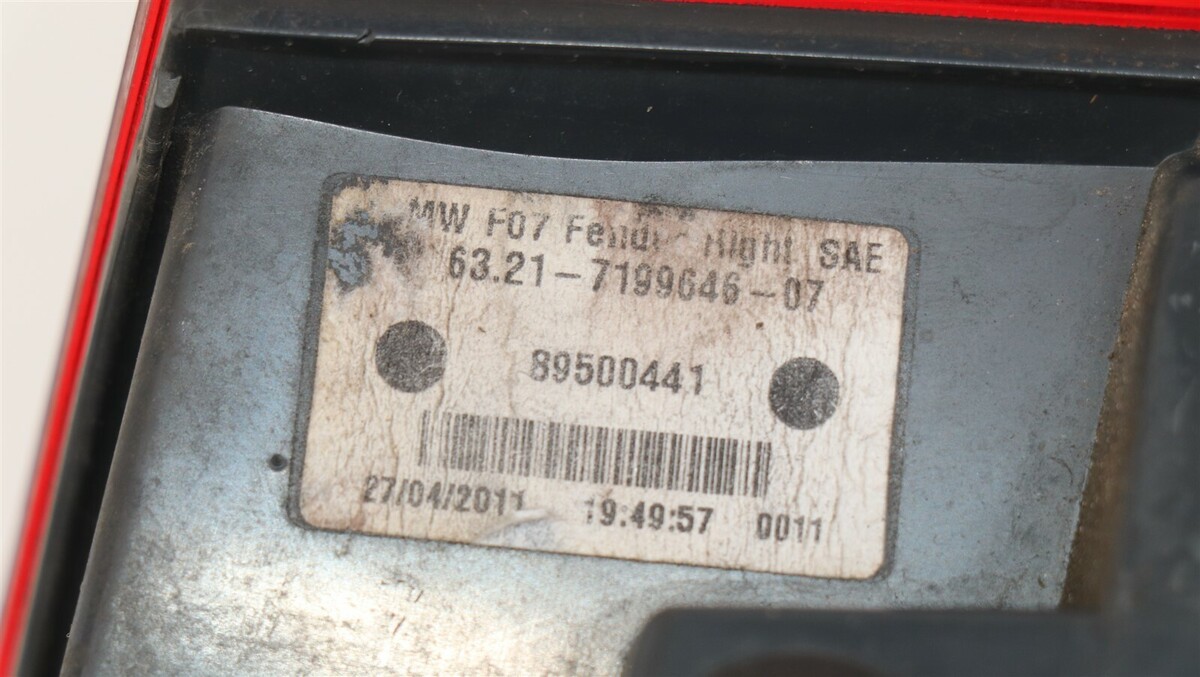 MW F07 Fender Right SAE
63.21-7199646-07
89500441
27/04/2011 19:49:57 0011